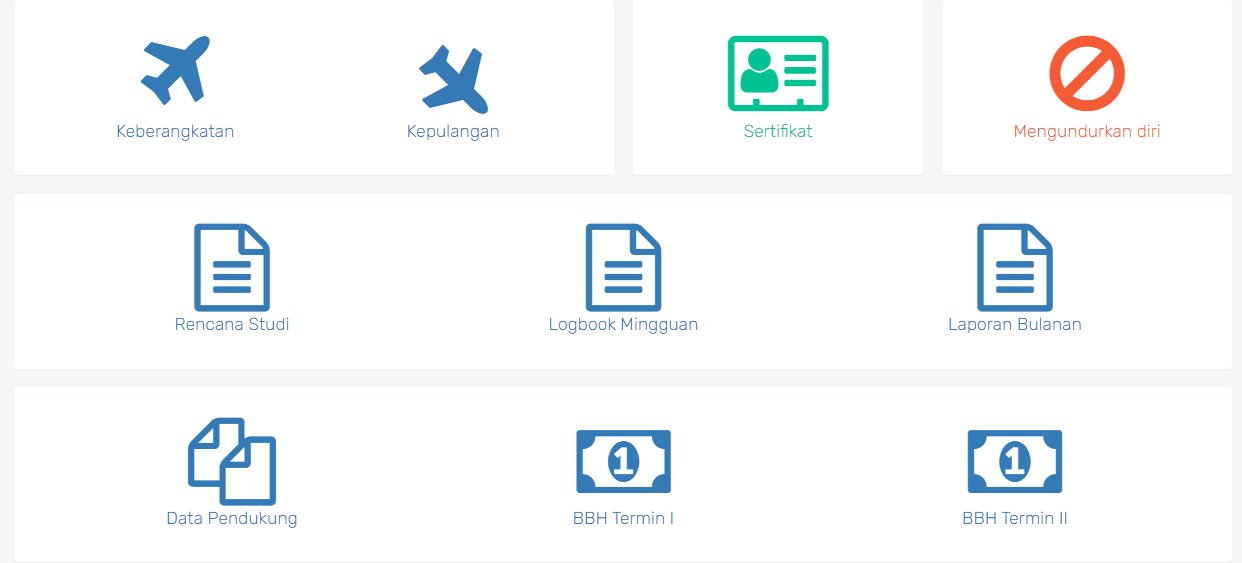 Keberangkatan
Kepulangan
Sertifikat
Mengundurkan diri
Rencana Studi
Logbook Mingguan
Laporan Bulanan
1
1
Data Pendukung
BBH Termin I
BBH Termin II